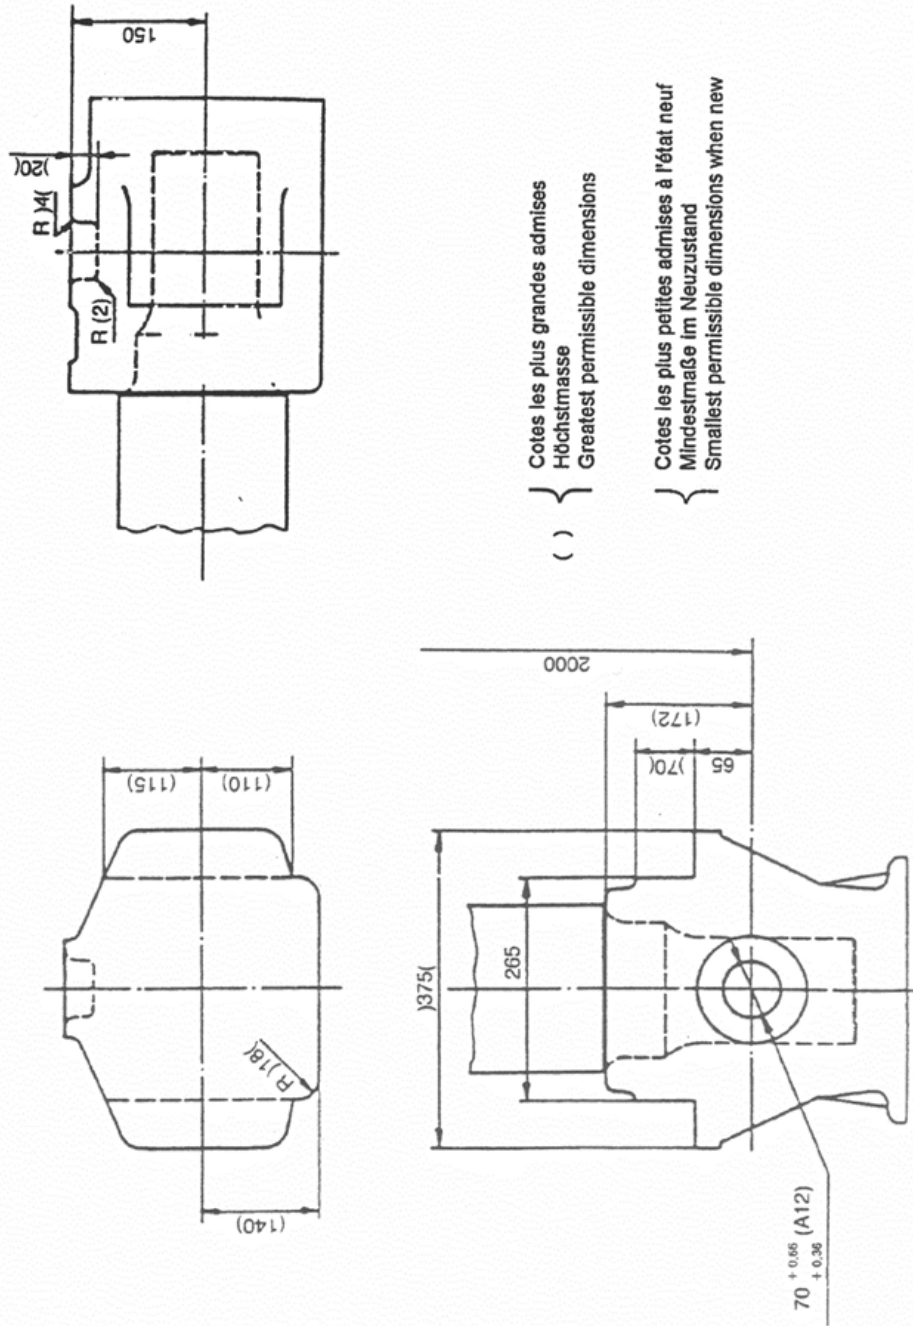 150
)20(
R )4(
R (2)
( )
Cotes les plus grandes admises
Höchstmasse
Greatest permissible dimensions
Cotes les plus petites admises à l'état neuf
Mindestmaße im Neuzustand
Smallest permissible dimensions when new
(115)
(110)
R )18(
(140)
2000
(172)
)70(
65
)375(
265
70 + 0,66 + 0,36 (A12)